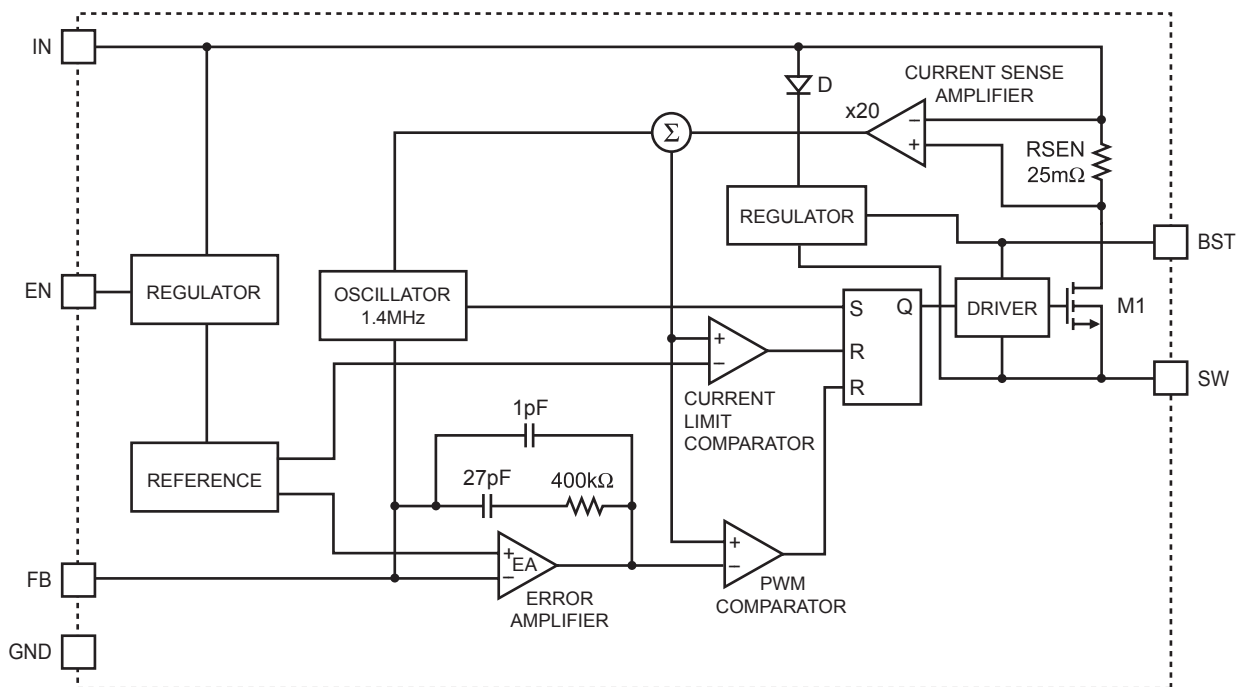 IN
D
CURRENT SENSE
AMPLIFIER
x20
Σ
−
+
RSEN
25mΩ
REGULATOR
BST
EN
REGULATOR
OSCILLATOR
1.4MHz
S
Q
R
R
DRIVER
M1
+
−
SW
CURRENT
LIMIT
COMPARATOR
1pF
27pF
400kΩ
REFERENCE
+
−
EA
ERROR
AMPLIFIER
+
−
PWM
COMPARATOR
FB
GND